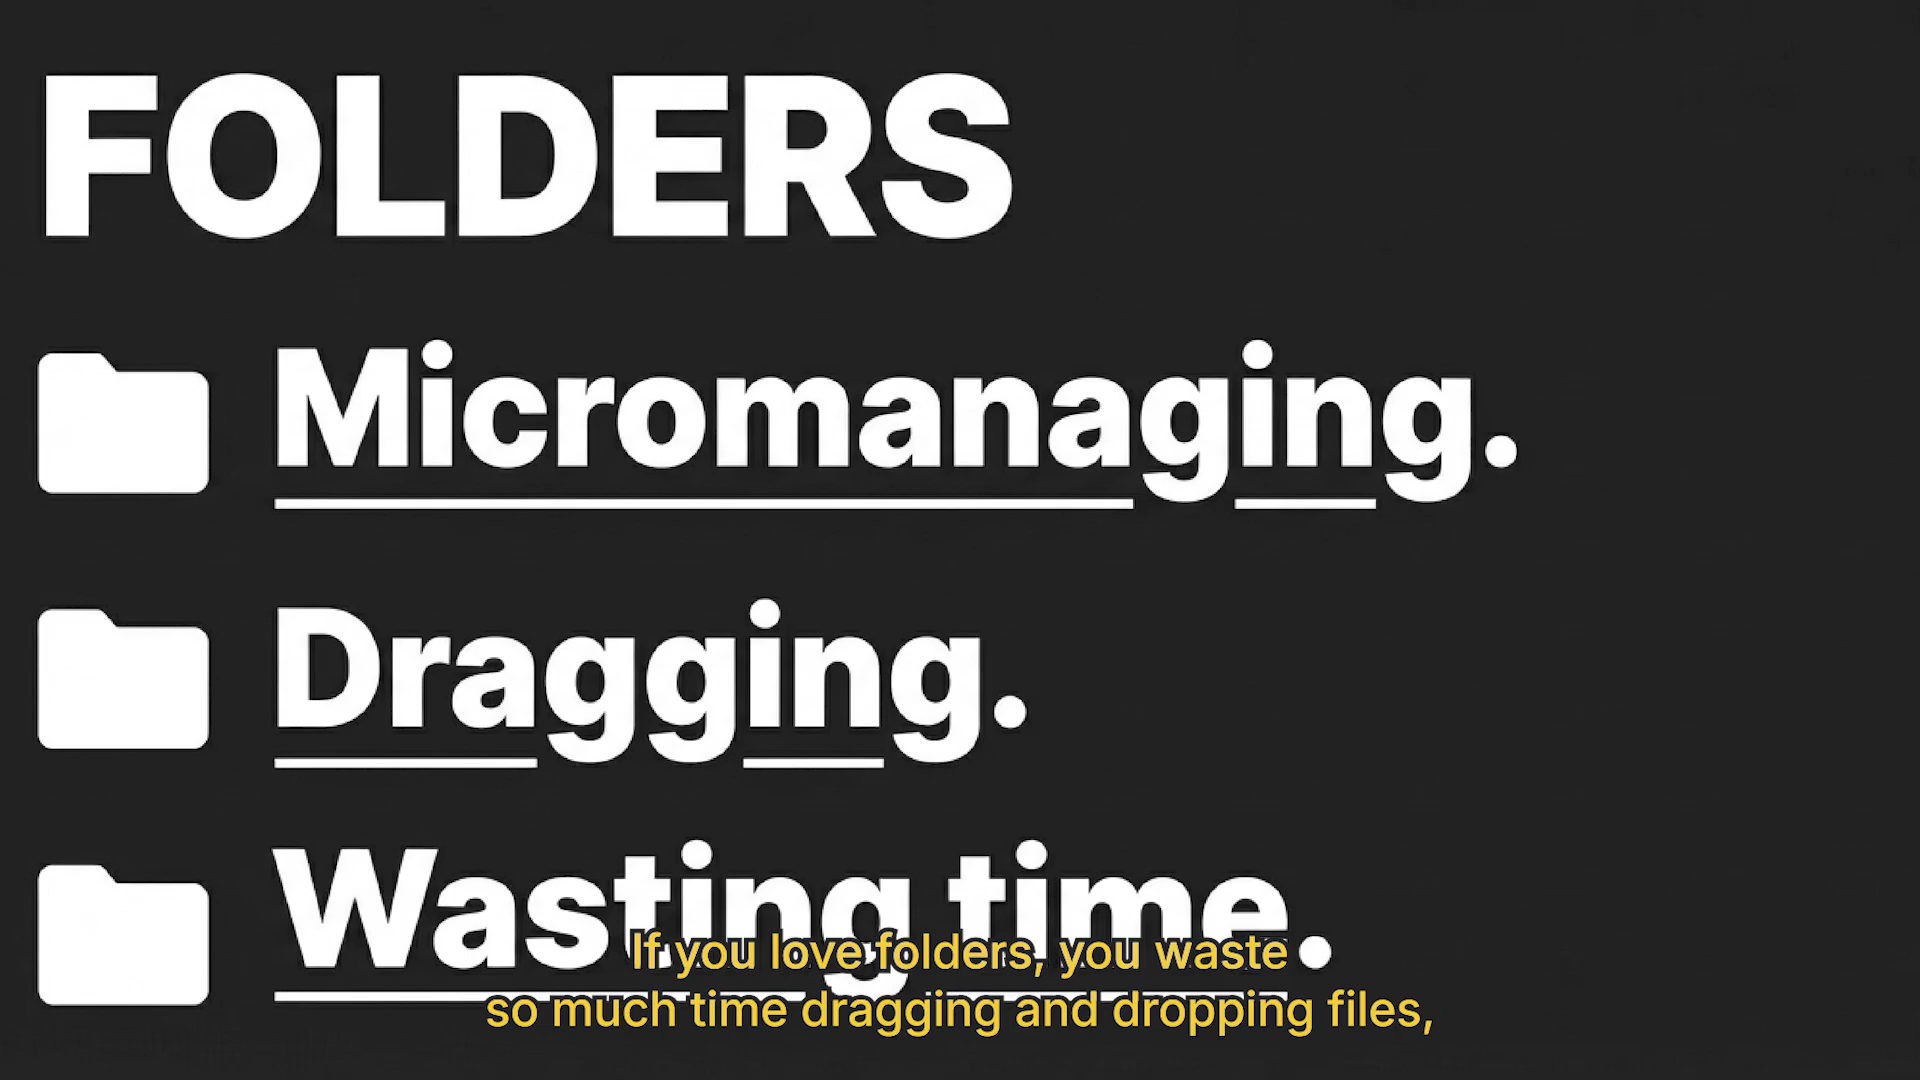 FOLDERS
Micromanaging.
Dragging.
Wasting time.
If you love folders, you waste
so much time dragging and dropping files,